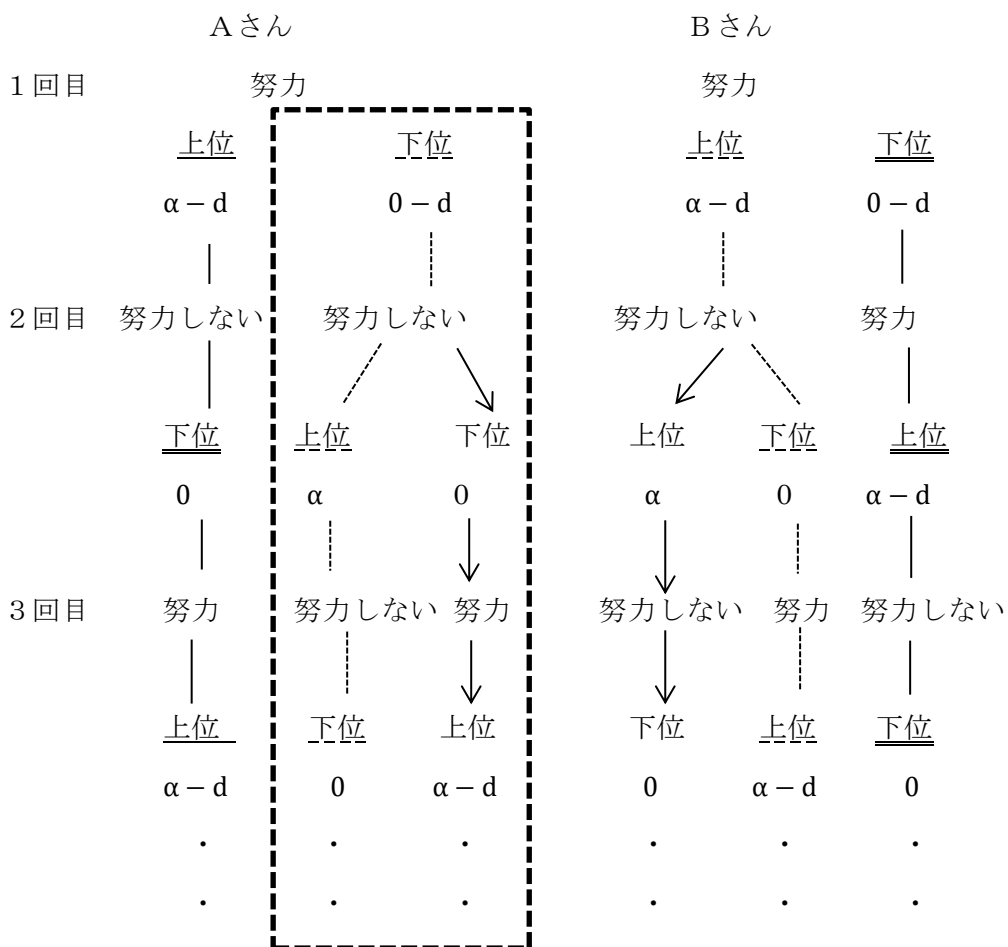 Ａさん Ｂさん
１回目 努力 努力
上位 下位 上位 下位
α − d 0 − d α − d 0 − d
２回目 努力しない 努力しない 努力しない 努力
下位 上位 下位 上位 下位 上位
0 α 0 α 0 α − d
３回目 努力 努力しない 努力 努力しない 努力 努力しない
上位 下位 上位 下位 上位 下位
α − d 0 α − d 0 α − d 0
・ ・ ・ ・ ・ ・
・ ・ ・ ・ ・ ・